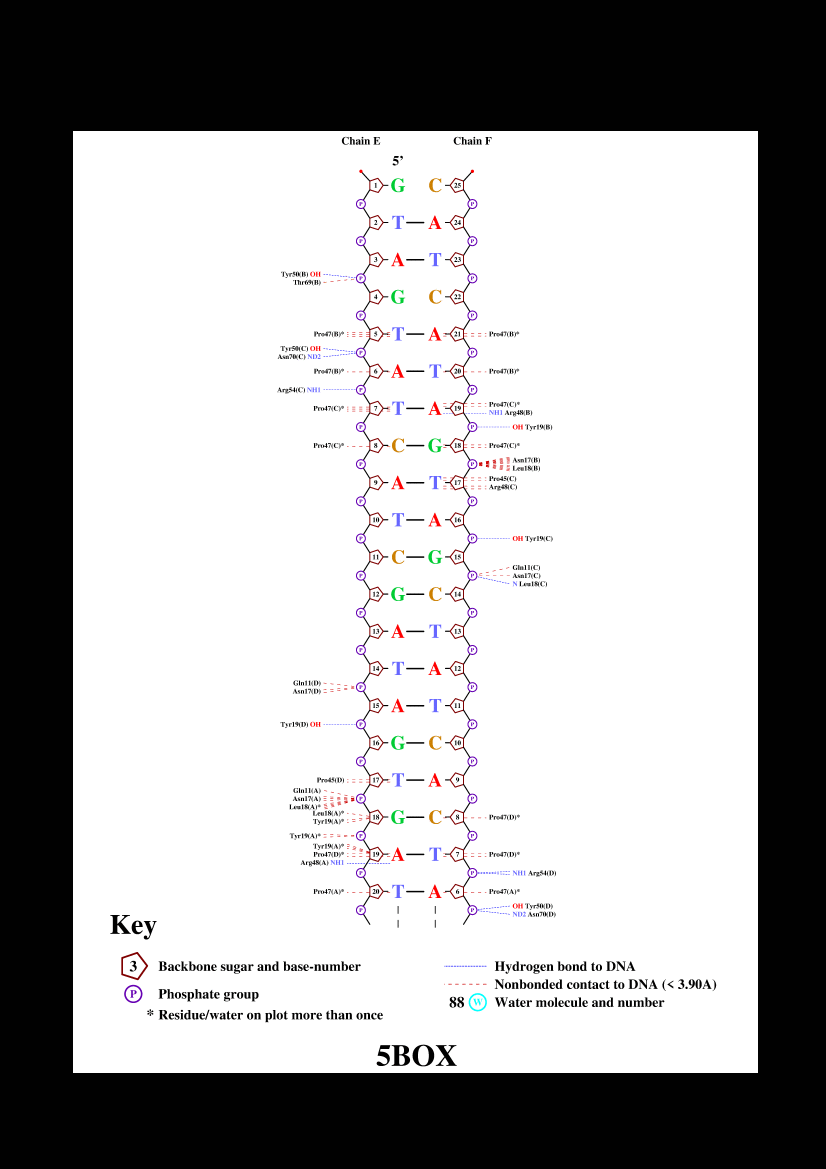 Chain E Chain F
5’
1 G C 25
P P
2 T A 24
P P
3 A T 23
Tyr50(B) OH P P
Thr69(B)
4 G C 22
P P
Pro47(B)* 5 T A 21 Pro47(B)*
Tyr50(C) OH P P
Asn70(C) ND2
Pro47(B)* 6 A T 20 Pro47(B)*
Arg54(C) NH1 P P
Pro47(C)* 7 T A 19 Pro47(C)*
NH1 Arg48(B)
P P OH Tyr19(B)
Pro47(C)* 8 C G 18 Pro47(C)*
P P Asn17(B)
Leu18(B)
9 A T 17 Pro45(C)
Arg48(C)
P P
10 T A 16
P P OH Tyr19(C)
11 C G 15
P P Gln11(C)
Asn17(C)
N Leu18(C)
12 G C 14
P P
13 A T 13
P P
14 T A 12
Gln11(D) P P
Asn17(D)
15 A T 11
Tyr19(D) OH P P
16 G C 10
P P
Pro45(D) 17 T A 9
Gln11(A)
Asn17(A) P P
Leu18(A)*
Leu18(A)* 18 G C 8 Pro47(D)*
Tyr19(A)*
Tyr19(A)* P P
Tyr19(A)*
Pro47(D)* 19 A T 7 Pro47(D)*
Arg48(A) NH1
P P NH1 Arg54(D)
Pro47(A)* 20 T A 6 Pro47(A)*
P P OH Tyr50(D)
ND2 Asn70(D)
Key
3 Backbone sugar and base-number
P Phosphate group
* Residue/water on plot more than once
Hydrogen bond to DNA
Nonbonded contact to DNA (< 3.90A)
88 W Water molecule and number
5BOX